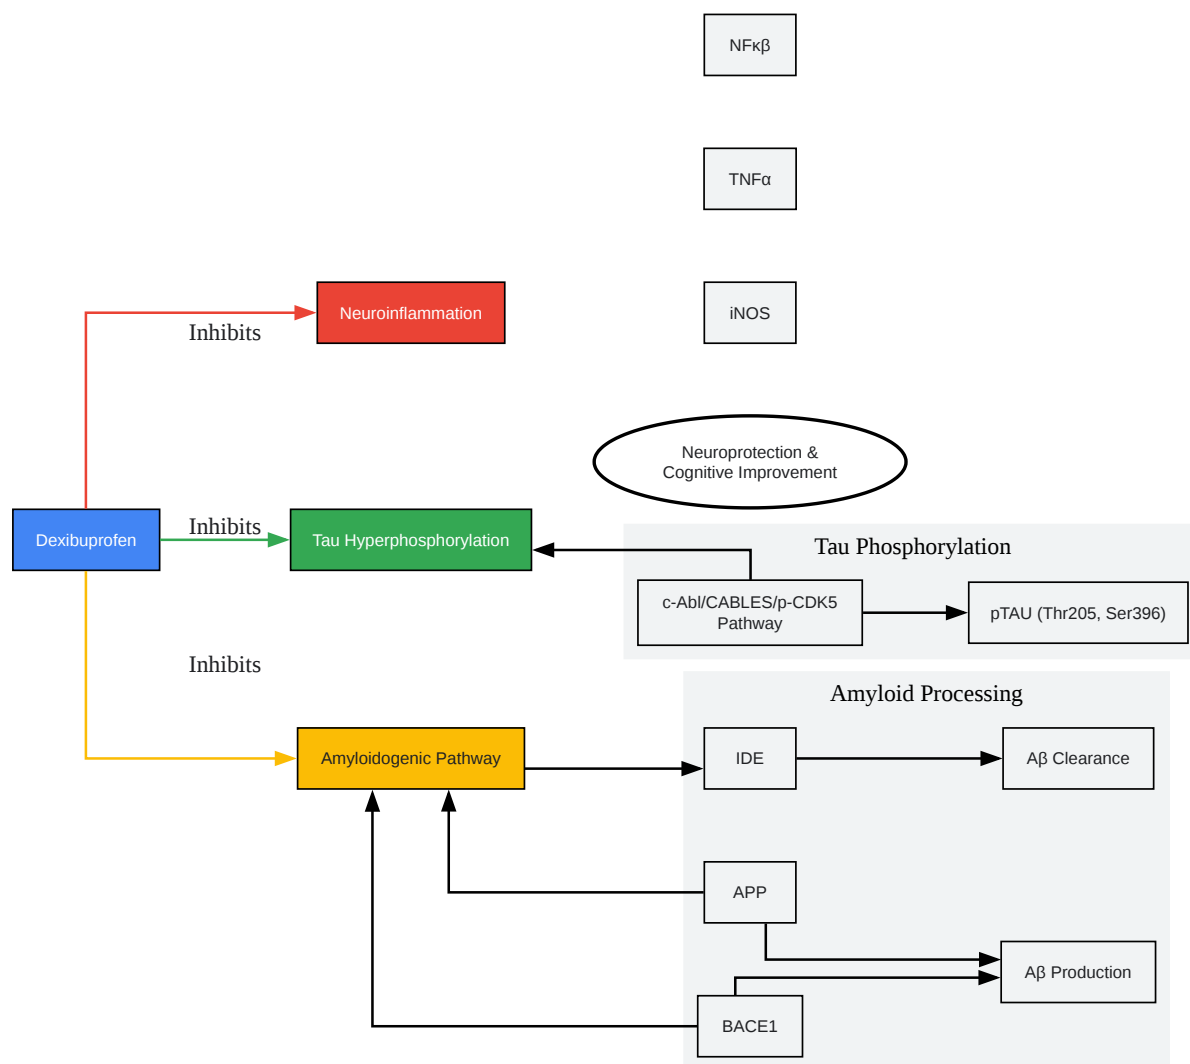 NFκβ
TNFα
Neuroinflammation
iNOS
Inhibits
Neuroprotection &
Cognitive Improvement
Dexibuprofen
Inhibits
Tau Hyperphosphorylation
Tau Phosphorylation
c-Abl/CABLES/p-CDK5
Pathway
pTAU (Thr205, Ser396)
Inhibits
Amyloid Processing
Amyloidogenic Pathway
IDE
Aβ Clearance
APP
Aβ Production
BACE1